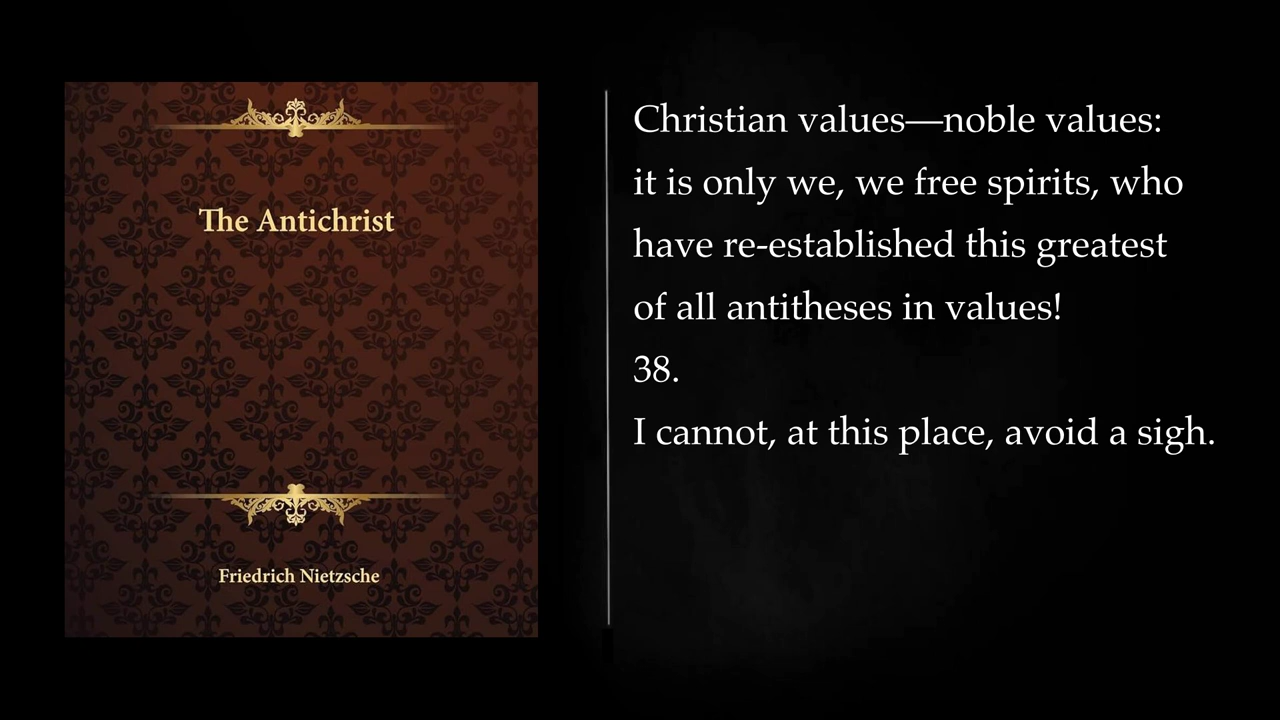 The Antichrist
Friedrich Nietzsche
Christian values—noble values:
it is only we, we free spirits, who
have re-established this greatest
of all antitheses in values!
38.
I cannot, at this place, avoid a sigh.